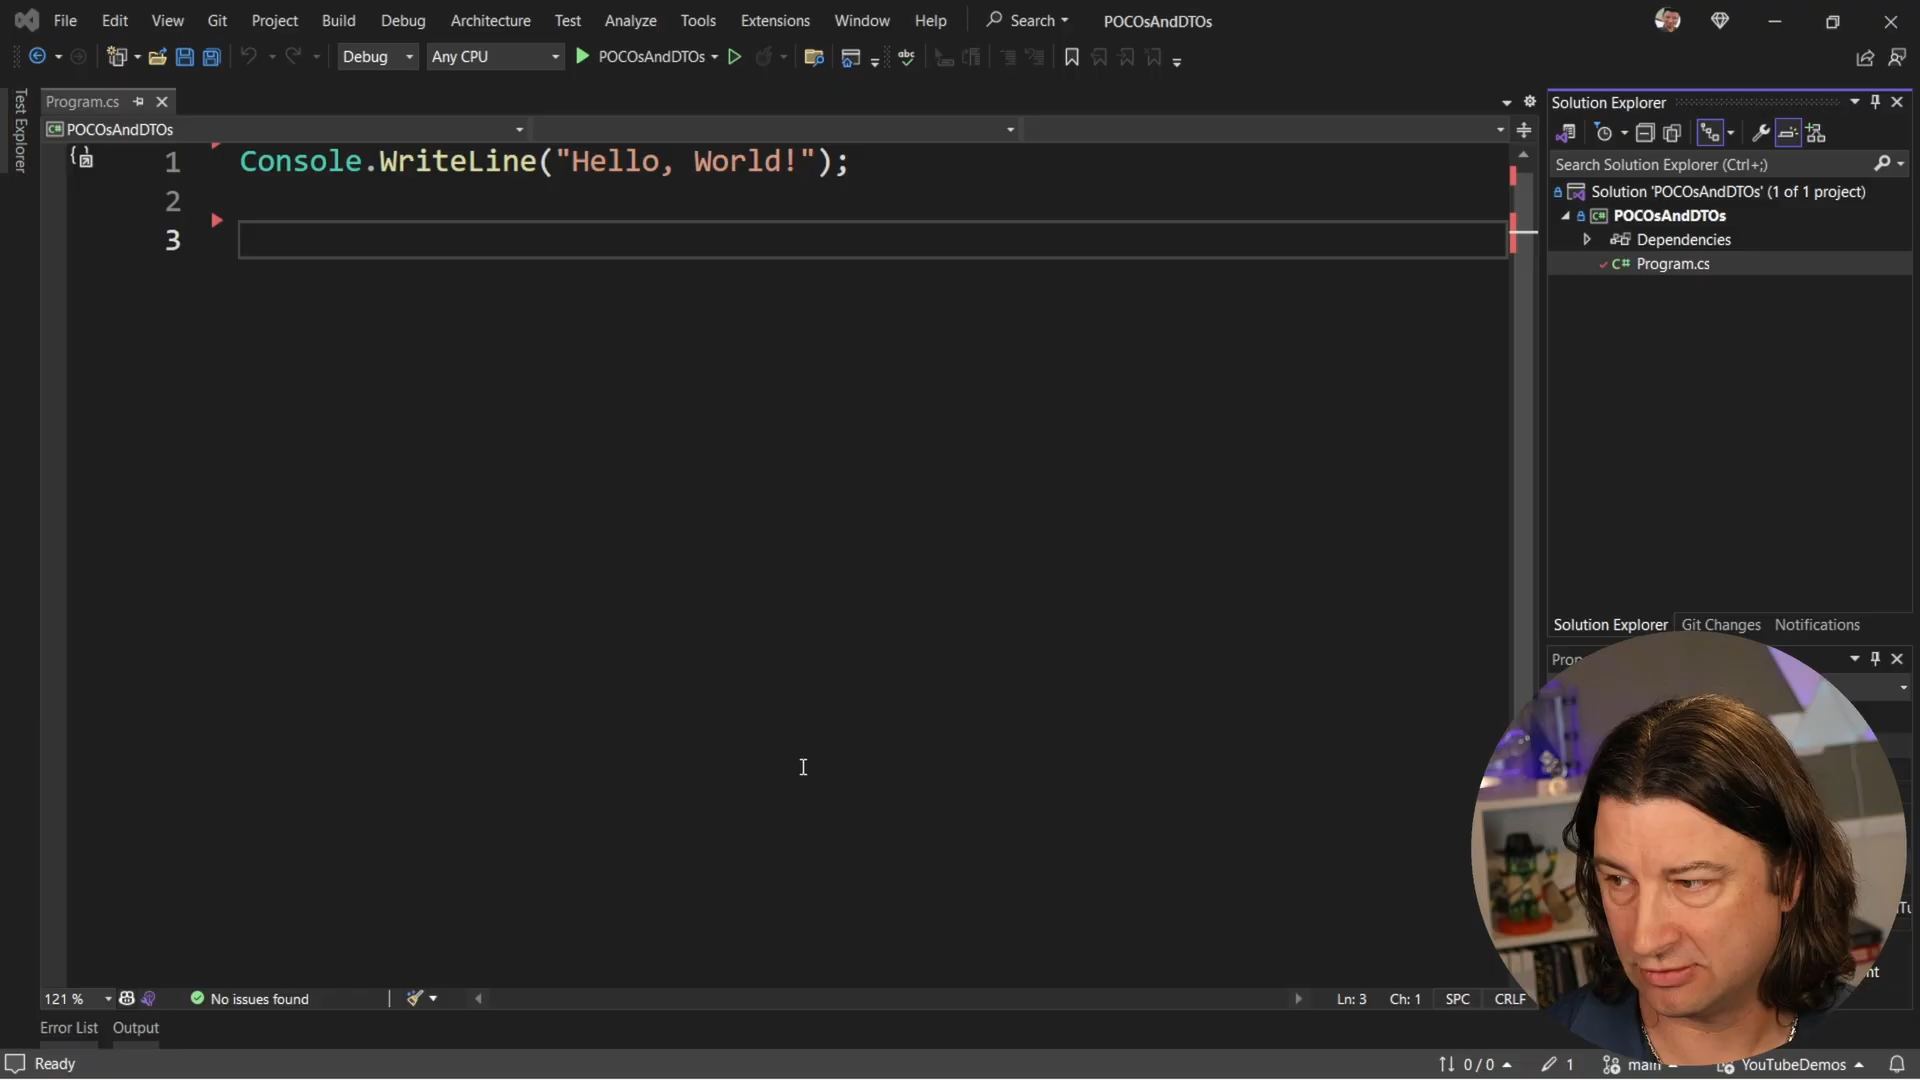 File Edit View Git Project Build Debug Architecture Test Analyze Tools Extensions Window Help Search POCOsAndDTOs
Debug Any CPU POCOsAndDTOs
Test Explorer
Program.cs
POCOsAndDTOs
1 Console.WriteLine("Hello, World!");
2
3
Solution Explorer
Search Solution Explorer (Ctrl+;)
Solution 'POCOsAndDTOs' (1 of 1 project)
POCOsAndDTOs
Dependencies
C# Program.cs
Solution Explorer Git Changes Notifications
121 % No issues found Ln: 3 Ch: 1 SPC CRLF
Error List Output
Ready 0 / 0 1 main YouTubeDemos